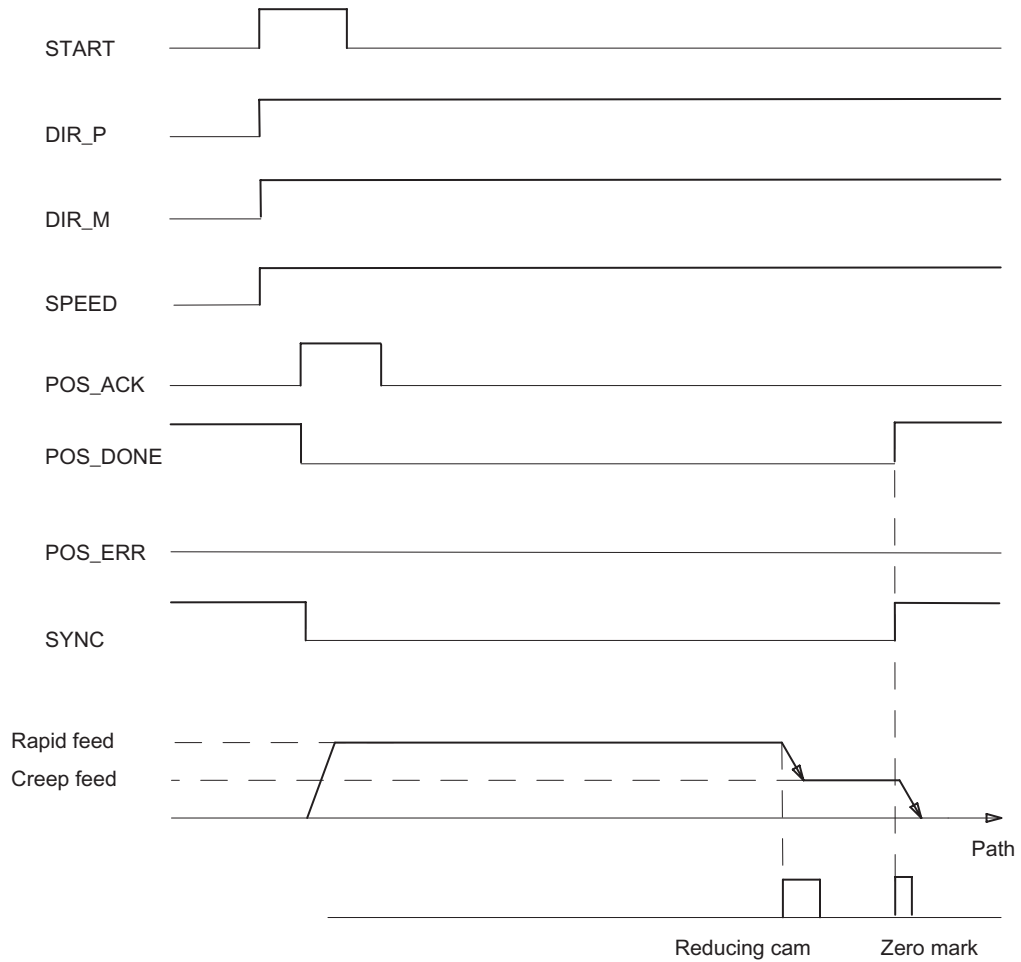 START
DIR_P
DIR_M
SPEED
POS_ACK
POS_DONE
POS_ERR
SYNC
Rapid feed
Creep feed
Path
Reducing cam
Zero mark